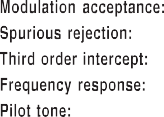 Modulation acceptance:
Spurious rejection:
Third order intercept:
Frequency response:
Pilot tone: